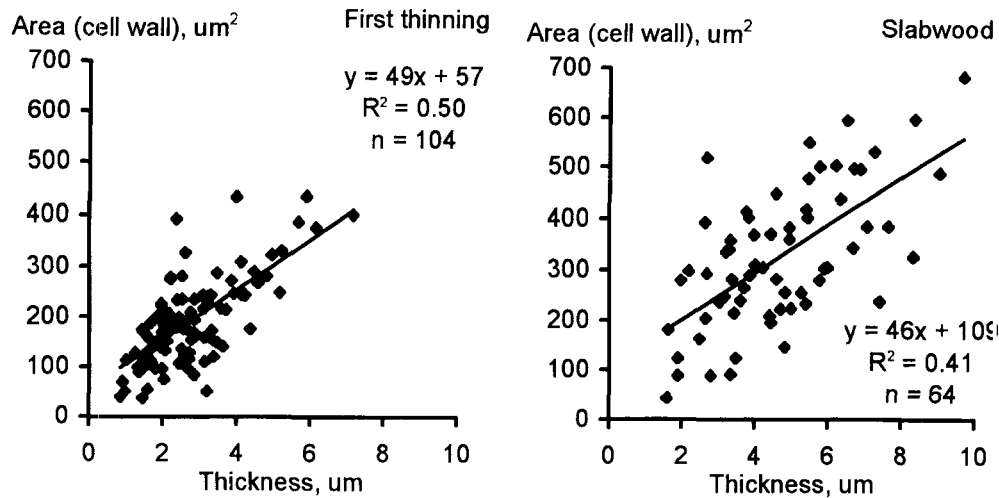 Area (cell wall), um²
First thinning
y = 49x + 57
R² = 0.50
n = 104
700
600
500
400
300
200
100
0
0 2 4 6 8 10
Thickness, um
Area (cell wall), um²
Slabwood
700
600
500
400
300
200
100
0
y = 46x + 109
R² = 0.41
n = 64
0 2 4 6 8 10
Thickness, um